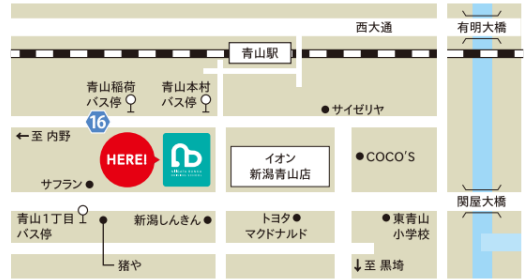 西大通
有明大橋
青山駅
青山稲荷
バス停
青山本村
バス停
サイゼリヤ
16
←至 内野
HERE!
イオン
新潟青山店
COCO'S
サフラン
関屋大橋
青山1丁目
バス停
新潟しんきん
トヨタ
マクドナルド
東青山
小学校
猪や
↓至 黒埼